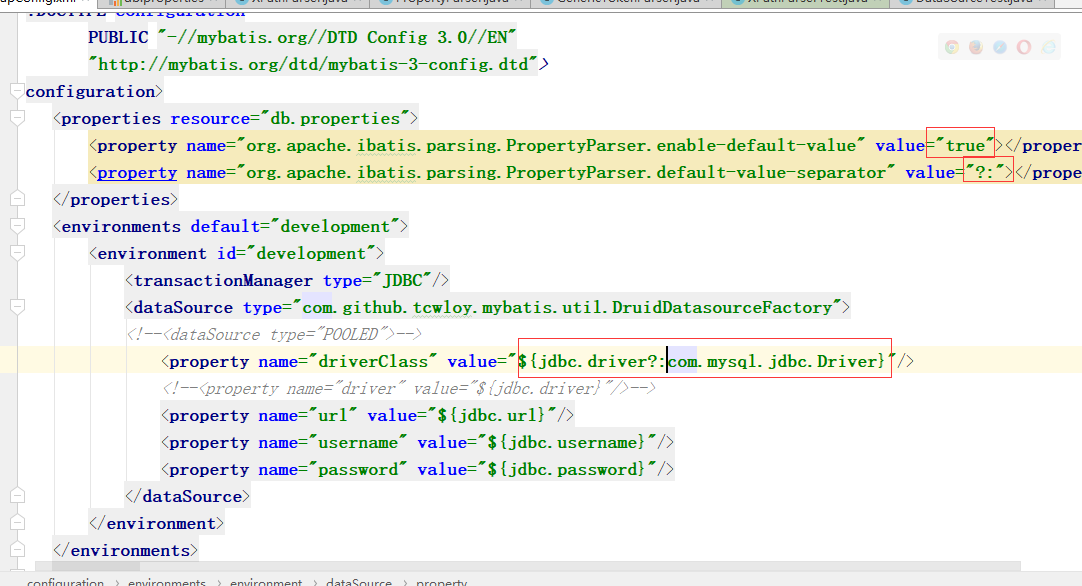 PUBLIC "-//mybatis.org//DTD Config 3.0//EN"
"http://mybatis.org/dtd/mybatis-3-config.dtd">
configuration>
<properties resource="db.properties">
<property name="org.apache.ibatis.parsing.PropertyParser.enable-default-value" value="true"></proper
<property name="org.apache.ibatis.parsing.PropertyParser.default-value-separator" value="?:"></prope
</properties>
<environments default="development">
<environment id="development">
<transactionManager type="JDBC"/>
<dataSource type="com.github.tcwloy.mybatis.util.DruidDatasourceFactory">
<!--<dataSource type="POOLED">-->
<property name="driverClass" value="${jdbc.driver?:com.mysql.jdbc.Driver}"/>
<!--<property name="driver" value="${jdbc.driver}"/>-->
<property name="url" value="${jdbc.url}"/>
<property name="username" value="${jdbc.username}"/>
<property name="password" value="${jdbc.password}"/>
</dataSource>
</environment>
</environments>
configuration > environments > environment > dataSource > property